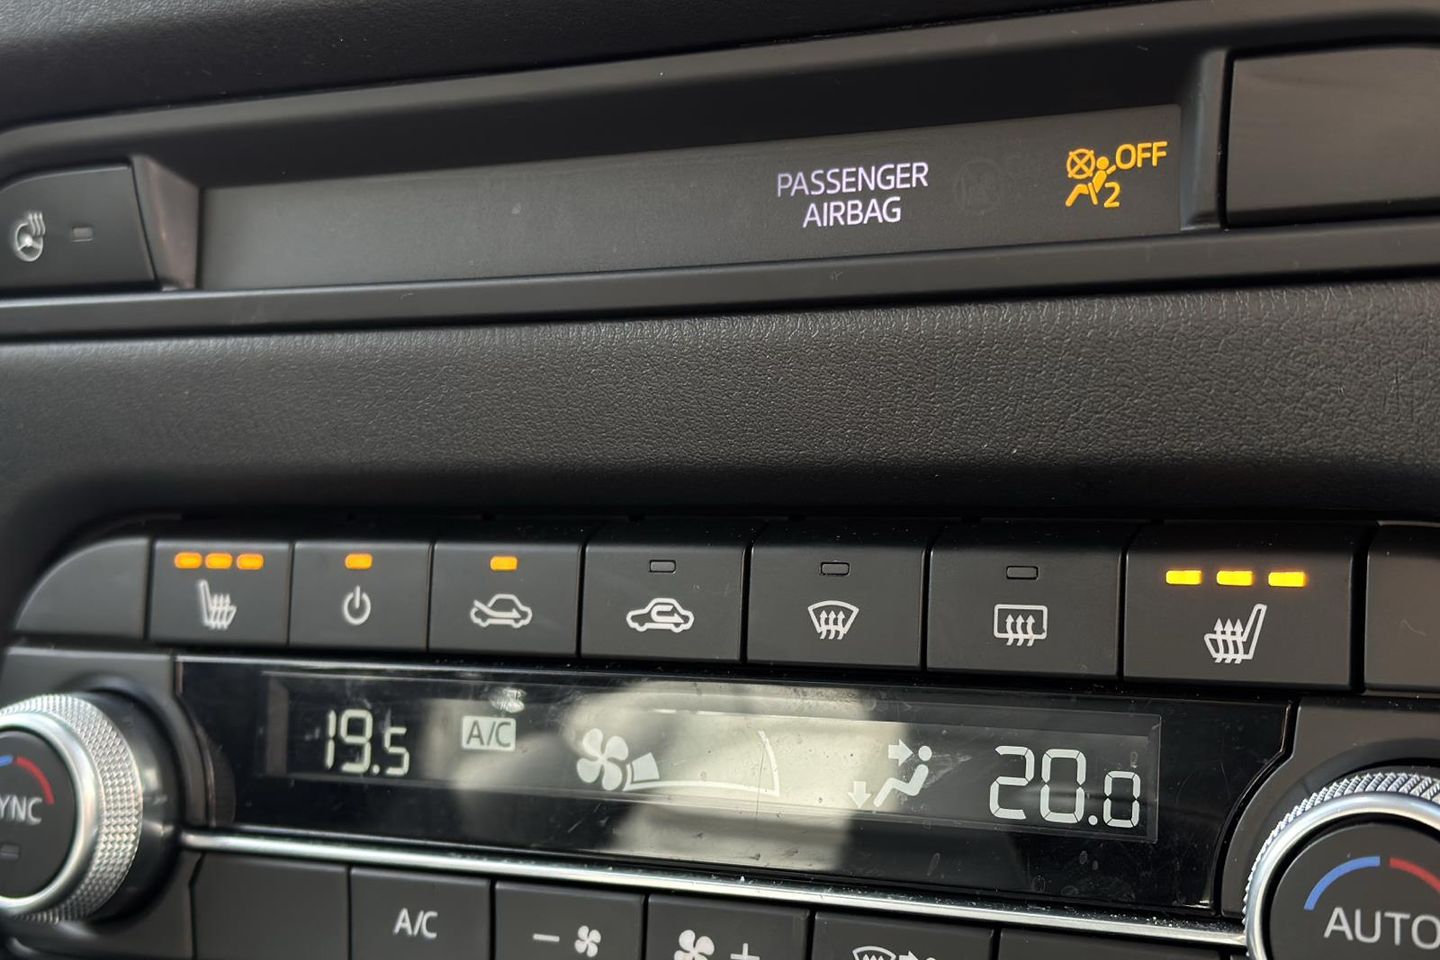 PASSENGER
AIRBAG
OFF
2
19.5
A/C
20.0
YNC
A/C
AUTO